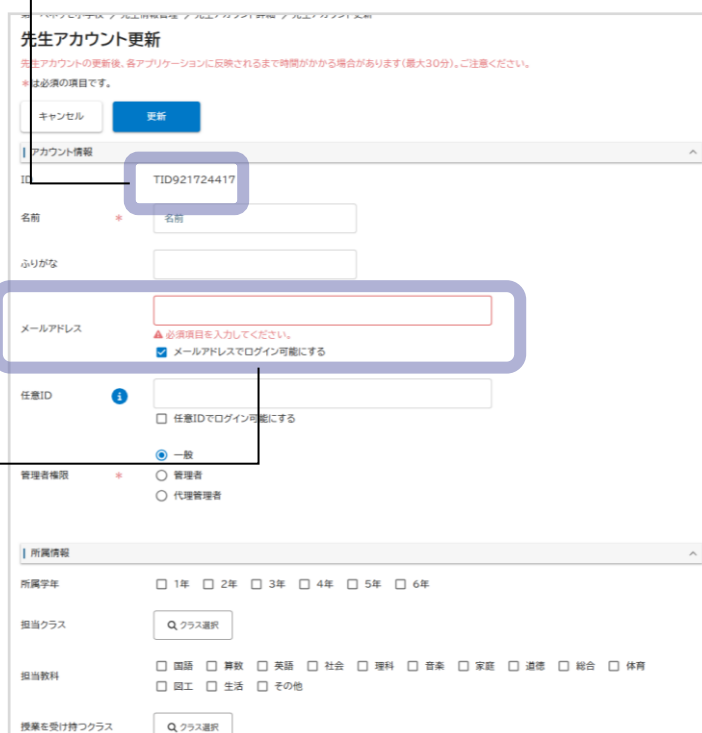 先生アカウント更新
先生アカウントの更新後、各アプリケーションに反映されるまで時間がかかる場合があります(最大30分)。ご注意ください。
*は必須の項目です。
キャンセル 更新
アカウント情報
ID TID921724417
名前 * 名前
ふりがな
メールアドレス
必須項目を入力してください。
メールアドレスでログイン可能にする
任意ID
任意IDでログイン可能にする
一般
管理者権限 * 管理者
代理管理者
所属情報
所属学年 1年 2年 3年 4年 5年 6年
担当クラス クラス選択
担当教科 国語 算数 英語 社会 理科 音楽 家庭 道徳 総合 体育
図工 生活 その他
授業を受け持つクラス クラス選択